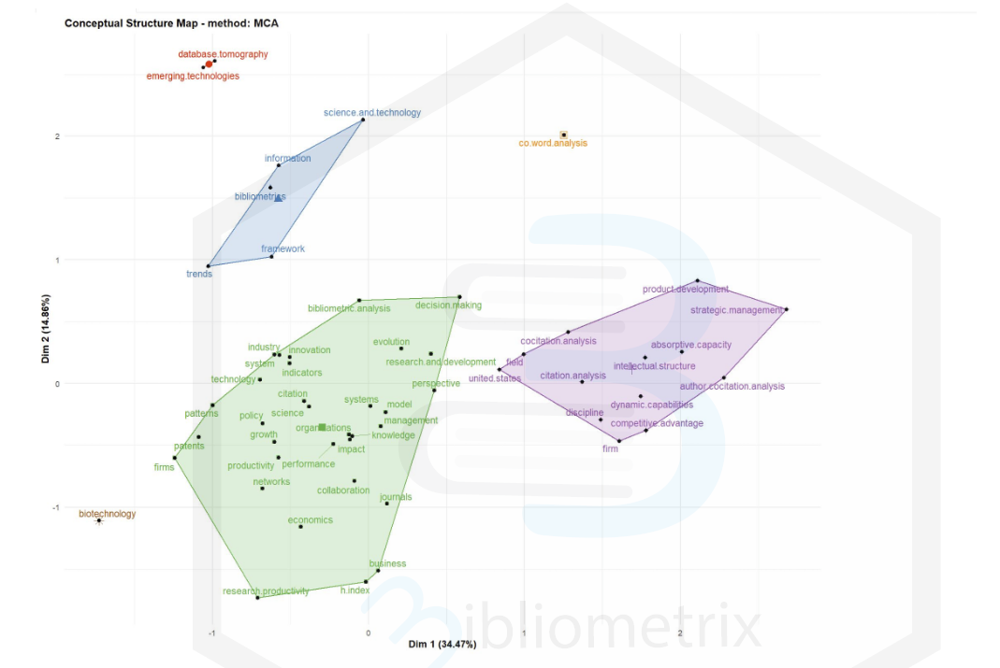 Conceptual Structure Map - method: MCA
database.tomography
emerging.technologies
science.and.technology
2
co.word.analysis
information
bibliometrics
1
framework
trends
product.development
bibliometric.analysis
decision.making
strategic.management
Dim 2 (14.86%)
cocitation.analysis
industry
innovation
evolution
absorptive.capacity
system
research.and.development
field
intellectual.structure
indicators
technology
perspective
united.states
citation.analysis
0
author.cocitation.analysis
citation
systems
model
dynamic.capabilities
patterns
science
discipline
policy
management
competitive.advantage
organizations
growth
knowledge
patents
impact
firm
firms
productivity
performance
networks
collaboration
journals
-1
biotechnology
economics
business
research.productivity
h.index
bibliometrix
-1
0
1
2
Dim 1 (34.47%)